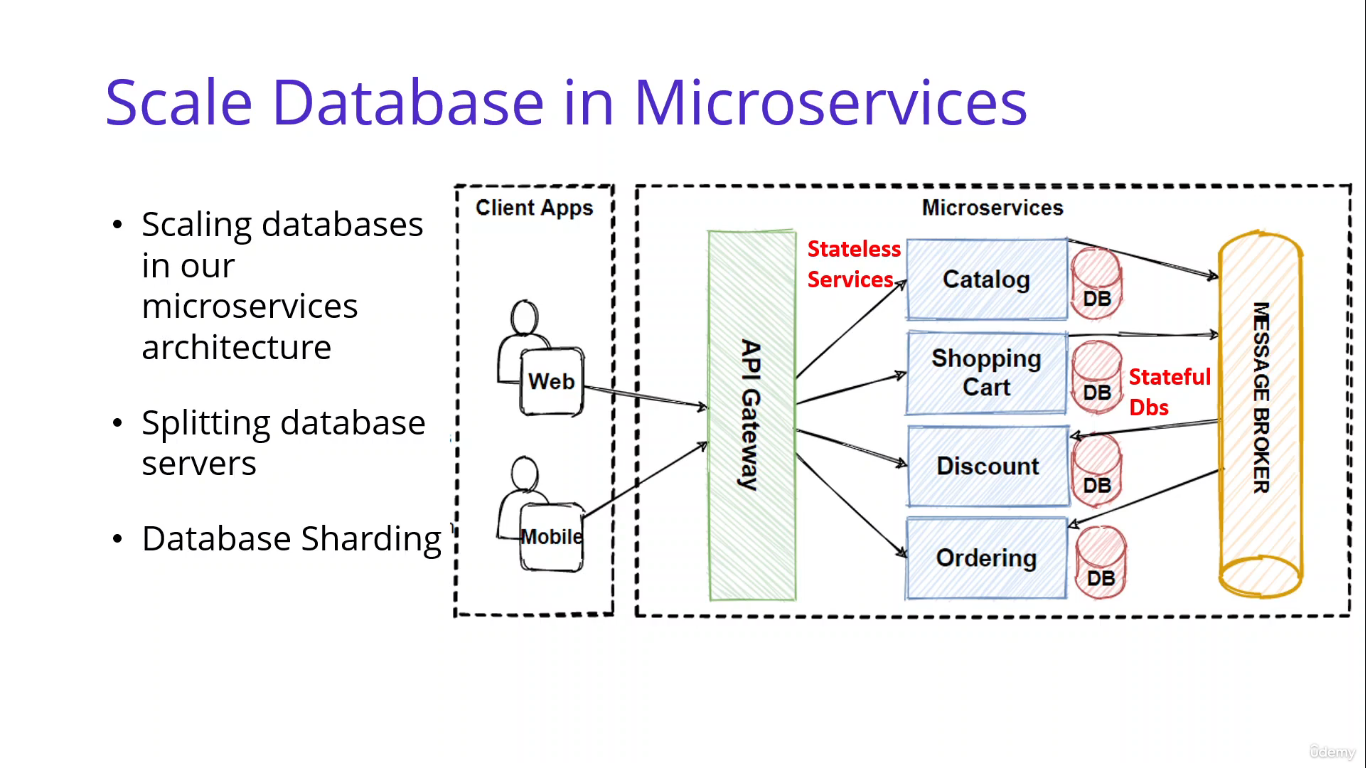 Scale Database in Microservices
• Scaling databases
in our
microservices
architecture
• Splitting database
servers
• Database Sharding
Client Apps
Web
Mobile
Microservices
API Gateway
Stateless
Services
Catalog
DB
Shopping
Cart
DB
Stateful
Dbs
Discount
DB
Ordering
DB
MESSAGE BROKER
ûdemy